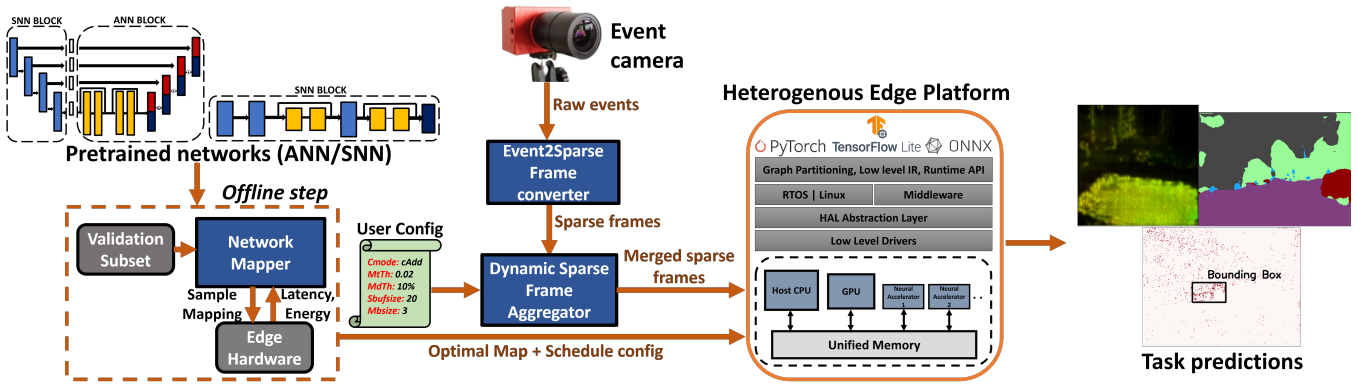 SNN BLOCK
ANN BLOCK
SNN BLOCK
Pretrained networks (ANN/SNN)
Offline step
Validation
Subset
Network
Mapper
Sample
Mapping
Latency,
Energy
Edge
Hardware
Event
camera
Raw events
Event2Sparse
Frame
converter
Sparse frames
User Config
Cmode: cAdd
MtTh: 0.02
MdTh: 10%
Sbufsize: 20
Mbsize: 3
Dynamic Sparse
Frame
Aggregator
Merged sparse
frames
Optimal Map + Schedule config
Heterogenous Edge Platform
PyTorch TensorFlow Lite ONNX
Graph Partitioning, Low level IR, Runtime API
RTOS | Linux
Middleware
HAL Abstraction Layer
Low Level Drivers
Host CPU
GPU
Neural
Accelerator
1
Neural
Accelerator
2
Unified Memory
Bounding Box
Task predictions